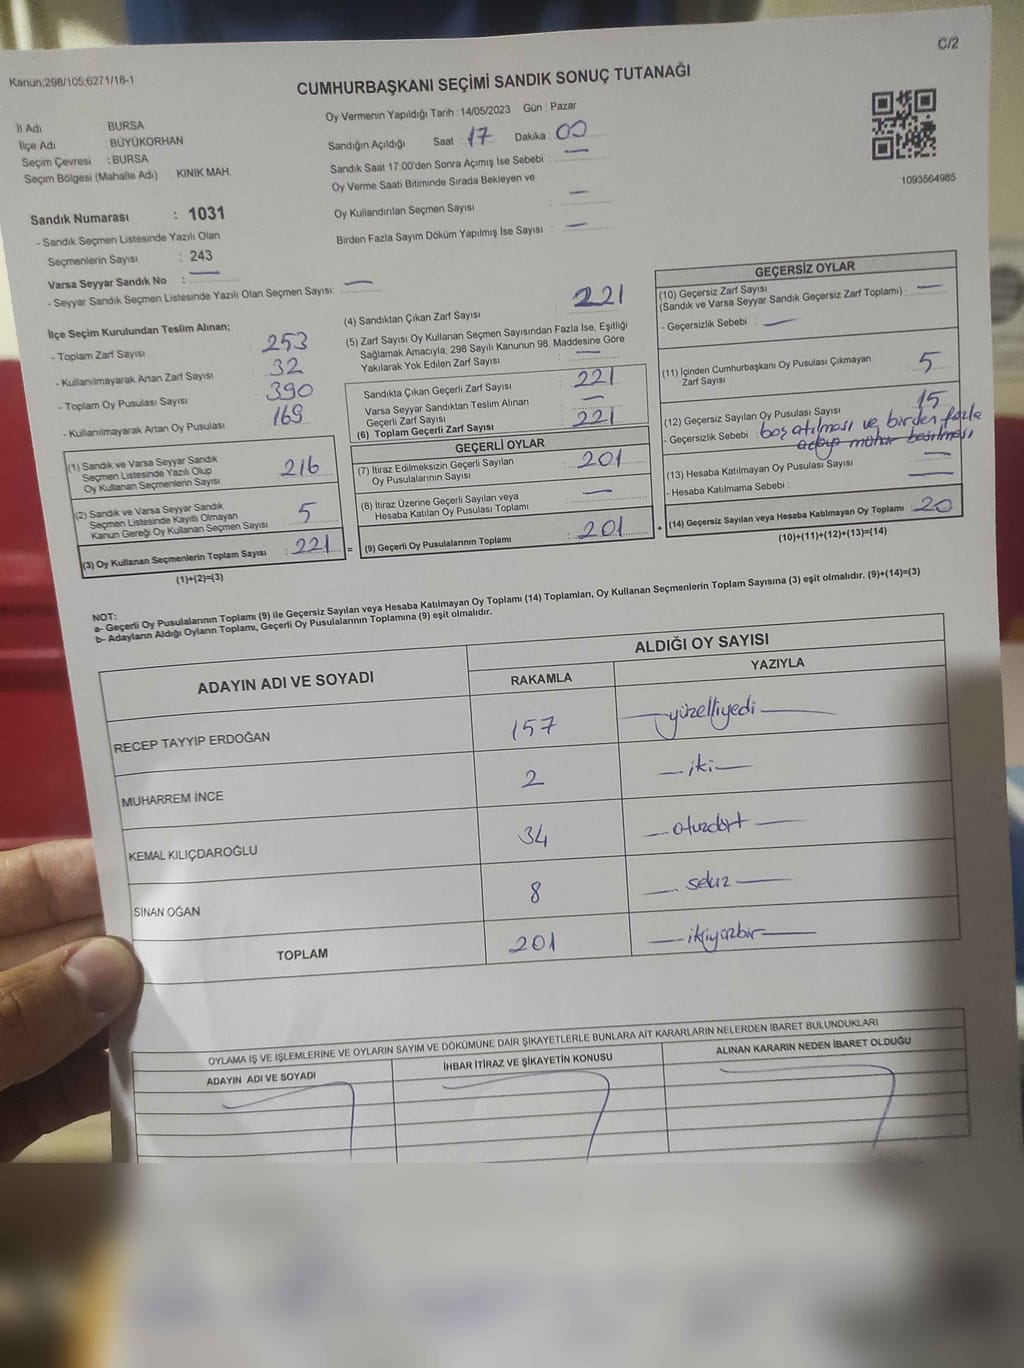 C/2
Kanun;298/105;6271/18-1
CUMHURBAŞKANI SEÇİMİ SANDIK SONUÇ TUTANAĞI
Oy Vermenin Yapıldığı Tarih : 14/05/2023 Gün : Pazar
İl Adı BURSA
İlçe Adı BÜYÜKORHAN
Seçim Çevresi : BURSA
Seçim Bölgesi (Mahalle Adı) : KINIK MAH.
Sandığın Açıldığı Saat : 17 Dakika : 00
Sandık Saat 17:00'den Sonra Açımış İse Sebebi : —
Oy Verme Saati Bitiminde Sırada Bekleyen ve
Oy Kullandırılan Seçmen Sayısı : —
Birden Fazla Sayım Döküm Yapılmış İse Sayısı : —
1093564985
Sandık Numarası : 1031
- Sandık Seçmen Listesinde Yazılı Olan
Seçmenlerin Sayısı : 243
Varsa Seyyar Sandık No : —
- Seyyar Sandık Seçmen Listesinde Yazılı Olan Seçmen Sayısı: —
İlçe Seçim Kurulundan Teslim Alınan;
- Toplam Zarf Sayısı : 253
- Kullanılmayarak Artan Zarf Sayısı : 32
- Toplam Oy Pusulası Sayısı : 390
- Kullanılmayarak Artan Oy Pusulası : 169
(1) Sandık ve Varsa Seyyar Sandık
Seçmen Listesinde Yazılı Olup
Oy Kullanan Seçmenlerin Sayısı : 216
(2) Sandık ve Varsa Seyyar Sandık
Seçmen Listesinde Kayıtlı Olmayan
Kanun Gereği Oy Kullanan Seçmen Sayısı : 5
(3) Oy Kullanan Seçmenlerin Toplam Sayısı : 221 =
(1)+(2)=(3)
(4) Sandıktan Çıkan Zarf Sayısı : 221
(5) Zarf Sayısı Oy Kullanan Seçmen Sayısından Fazla İse, Eşitliği
Sağlamak Amacıyla, 298 Sayılı Kanunun 98. Maddesine Göre
Yakılarak Yok Edilen Zarf Sayısı : —
Sandıkta Çıkan Geçerli Zarf Sayısı : 221
Varsa Seyyar Sandıktan Teslim Alınan
Geçerli Zarf Sayısı : —
(6) Toplam Geçerli Zarf Sayısı : 221
GEÇERLİ OYLAR
(7) İtiraz Edilmeksizin Geçerli Sayılan
Oy Pusulalarının Sayısı : 201
(8) İtiraz Üzerine Geçerli Sayılan veya
Hesaba Katılan Oy Pusulası Toplamı : —
(9) Geçerli Oy Pusulalarının Toplamı : 201 +
GEÇERSİZ OYLAR
(10) Geçersiz Zarf Sayısı
(Sandık ve Varsa Seyyar Sandık Geçersiz Zarf Toplamı) : —
- Geçersizlik Sebebi : —
(11) İçinden Cumhurbaşkanı Oy Pusulası Çıkmayan
Zarf Sayısı : 5
(12) Geçersiz Sayılan Oy Pusulası Sayısı : 15
- Geçersizlik Sebebi : boş atılması ve birden fazla
adaya mühür basılması
(13) Hesaba Katılmayan Oy Pusulası Sayısı : —
- Hesaba Katılmama Sebebi : —
(14) Geçersiz Sayılan veya Hesaba Katılmayan Oy Toplamı : 20
(10)+(11)+(12)+(13)=(14)
NOT:
a- Geçerli Oy Pusulalarının Toplamı (9) ile Geçersiz Sayılan veya Hesaba Katılmayan Oy Toplamı (14) Toplamları, Oy Kullanan Seçmenlerin Toplam Sayısına (3) eşit olmalıdır. (9)+(14)=(3)
b- Adayların Aldığı Oyların Toplamı, Geçerli Oy Pusulalarının Toplamına (9) eşit olmalıdır.
ADAYIN ADI VE SOYADI ALDIĞI OY SAYISI
RAKAMLA YAZIYLA
RECEP TAYYİP ERDOĞAN 157 — yüzelliyedi —
MUHARREM İNCE 2 — iki —
KEMAL KILIÇDAROĞLU 34 — otuzdört —
SİNAN OĞAN 8 — sekiz —
TOPLAM 201 — ikiyüzbir —
OYLAMA İŞ VE İŞLEMLERİNE VE OYLARIN SAYIM VE DÖKÜMÜNE DAİR ŞİKAYETLERLE BUNLARA AİT KARARLARIN NELERDEN İBARET BULUNDUKLARI
ADAYIN ADI VE SOYADI İHBAR İTİRAZ VE ŞİKAYETİN KONUSU ALINAN KARARIN NEDEN İBARET OLDUĞU